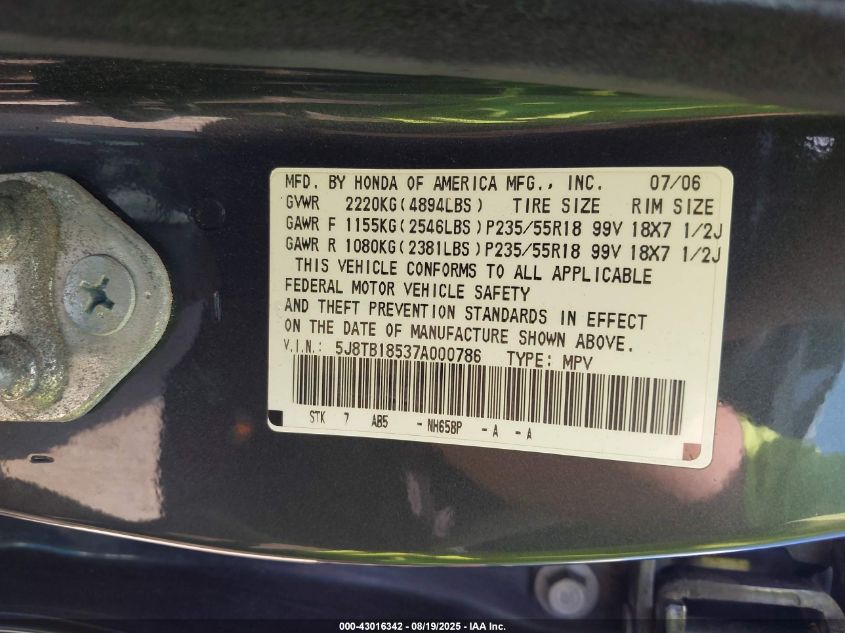 MFD. BY HONDA OF AMERICA MFG., INC. 07/06
GVWR 2220KG(4894LBS) TIRE SIZE RIM SIZE
GAWR F 1155KG(2546LBS)P235/55R18 99V 18X7 1/2J
GAWR R 1080KG(2381LBS)P235/55R18 99V 18X7 1/2J
THIS VEHICLE CONFORMS TO ALL APPLICABLE
FEDERAL MOTOR VEHICLE SAFETY
AND THEFT PREVENTION STANDARDS IN EFFECT
ON THE DATE OF MANUFACTURE SHOWN ABOVE.
V.I.N.: 5J8TB18537A000786 TYPE: MPV
STK 7 AB5 -NH658P -A -A
000-43016342 - 08/19/2025 - IAA Inc.